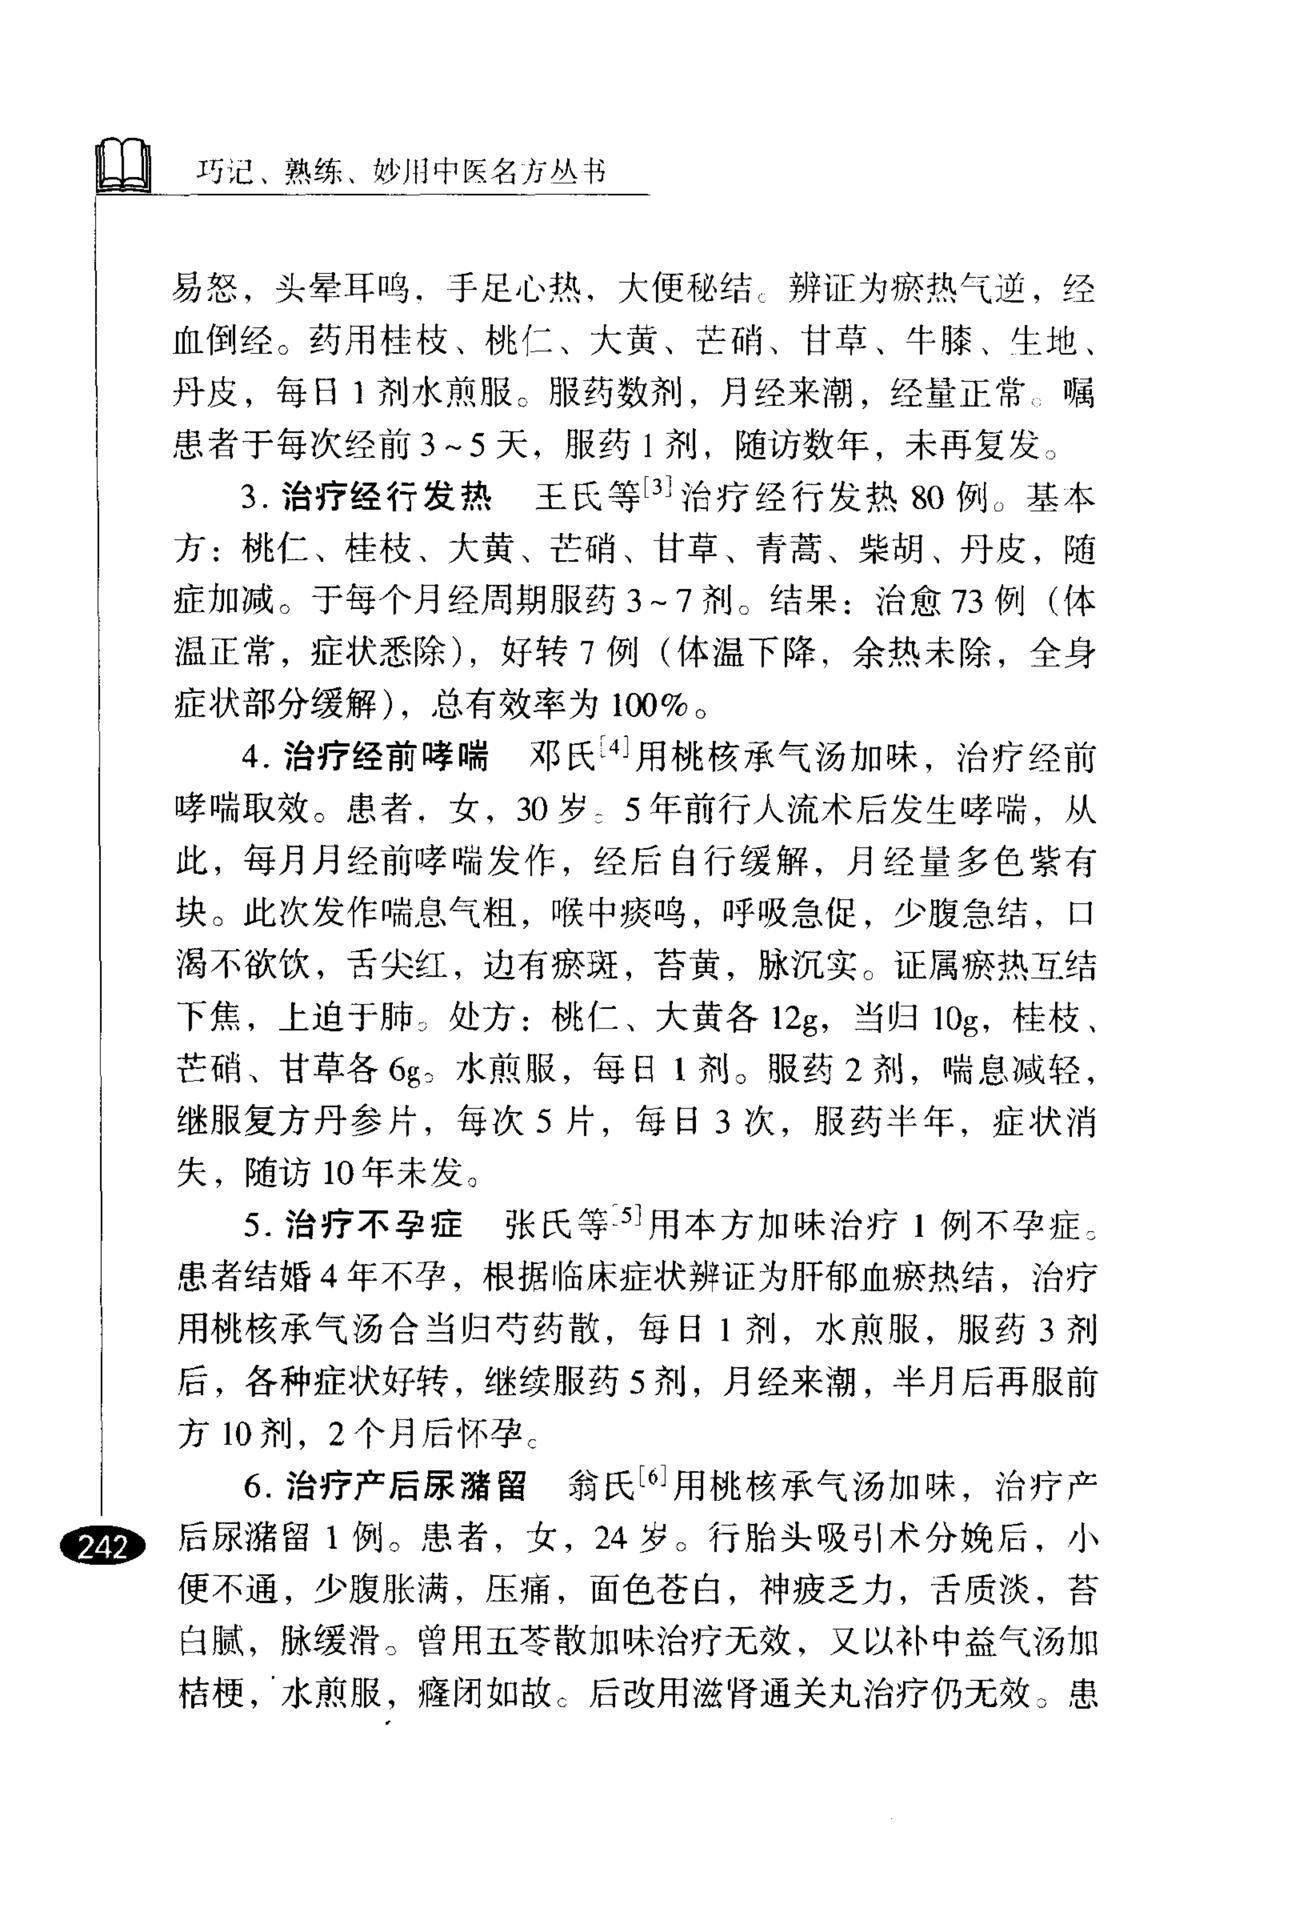 巧记、熟练、妙用中医名方丛书
易怒，头晕耳鸣，手足心热，大便秘结。辨证为瘀热气逆，经
血倒经。药用桂枝、桃仁、大黄、芒硝、甘草、牛膝、生地、
丹皮，每日1剂水煎服。服药数剂，月经来潮，经量正常。嘱
患者于每次经前3~5天，服药1剂，随访数年，未再复发。
3. 治疗经行发热 王氏等[3]治疗经行发热80例。基本
方：桃仁、桂枝、大黄、芒硝、甘草、青蒿、柴胡、丹皮，随
症加减。于每个月经周期服药3~7剂。结果：治愈73例（体
温正常，症状悉除），好转7例（体温下降，余热未除，全身
症状部分缓解），总有效率为100%。
4. 治疗经前哮喘 邓氏[4]用桃核承气汤加味，治疗经前
哮喘取效。患者，女，30岁。5年前行人流术后发生哮喘，从
此，每月月经前哮喘发作，经后自行缓解，月经量多色紫有
块。此次发作喘息气粗，喉中痰鸣，呼吸急促，少腹急结，口
渴不欲饮，舌尖红，边有瘀斑，苔黄，脉沉实。证属瘀热互结
下焦，上迫于肺。处方：桃仁、大黄各12g，当归10g，桂枝、
芒硝、甘草各6g。水煎服，每日1剂。服药2剂，喘息减轻，
继服复方丹参片，每次5片，每日3次，服药半年，症状消
失，随访10年未发。
5. 治疗不孕症 张氏等[5]用本方加味治疗1例不孕症。
患者结婚4年不孕，根据临床症状辨证为肝郁血瘀热结，治疗
用桃核承气汤合当归芍药散，每日1剂，水煎服，服药3剂
后，各种症状好转，继续服药5剂，月经来潮，半月后再服前
方10剂，2个月后怀孕。
6. 治疗产后尿潴留 翁氏[6]用桃核承气汤加味，治疗产
后尿潴留1例。患者，女，24岁。行胎头吸引术分娩后，小
便不通，少腹胀满，压痛，面色苍白，神疲乏力，舌质淡，苔
白腻，脉缓滑。曾用五苓散加味治疗无效，又以补中益气汤加
桔梗，水煎服，癃闭如故。后改用滋肾通关丸治疗仍无效。患
242